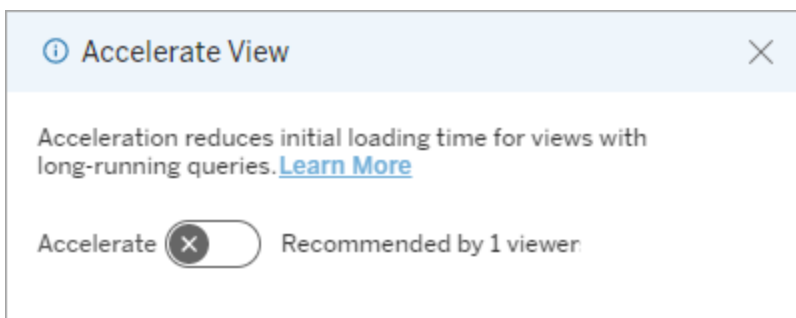 Accelerate View
Acceleration reduces initial loading time for views with
long-running queries. Learn More
Accelerate Recommended by 1 viewer